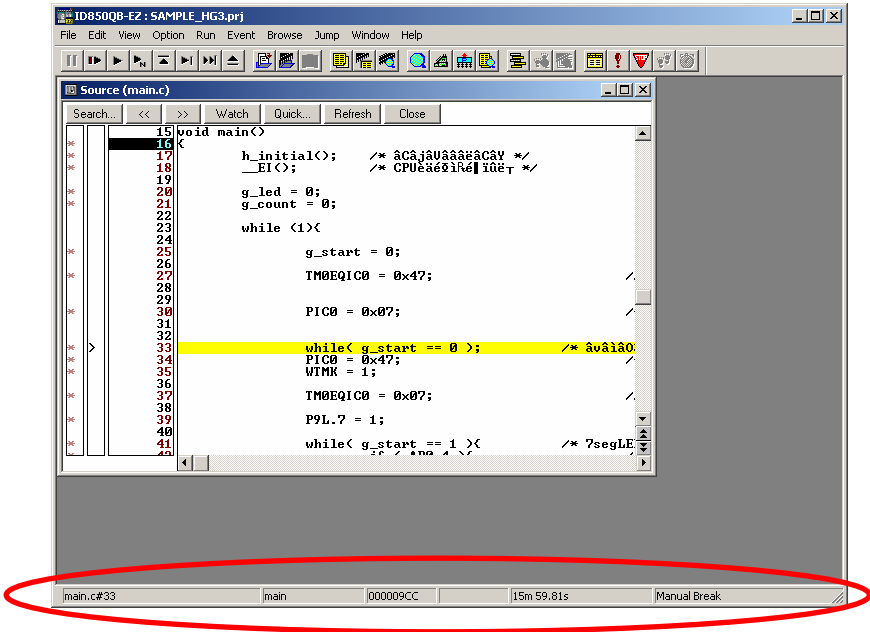 ID850QB-EZ : SAMPLE_HG3.prj
File Edit View Option Run Event Browse Jump Window Help
Source (main.c)
Search... << >> Watch Quick... Refresh Close
15 void main()
* 16 {
* 17 h_initial(); /* */
* 18 __EI(); /* */
19
* 20 g_led = 0;
* 21 g_count = 0;
22
23 while (1){
24
* 25 g_start = 0;
26
* 27 TM0EQIC0 = 0x47; /
28
29
* 30 PIC0 = 0x07; /
31
32
* > 33 while( g_start == 0 ); /*
* 34 PIC0 = 0x47; /
* 35 WTMK = 1;
36
* 37 TM0EQIC0 = 0x07; /
38
* 39 P9L.7 = 1;
40
* 41 while( g_start == 1 ){ /* 7segLE
main.c#33 main 000009CC 15m 59.81s Manual Break